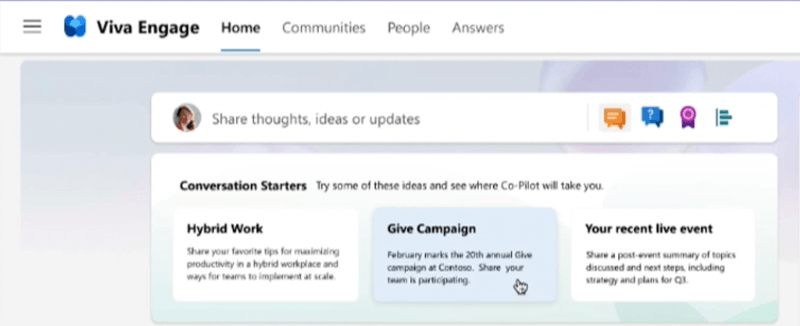 Viva Engage Home Communities People Answers
Share thoughts, ideas or updates
Conversation Starters Try some of these ideas and see where Co-Pilot will take you.
Hybrid Work
Share your favorite tips for maximizing
productivity in a hybrid workplace and
ways for teams to implement at scale.
Give Campaign
February marks the 20th annual Give
campaign at Contoso. Share your
team is participating.
Your recent live event
Share a post-event summary of topics
discussed and next steps, including
strategy and plans for Q3.